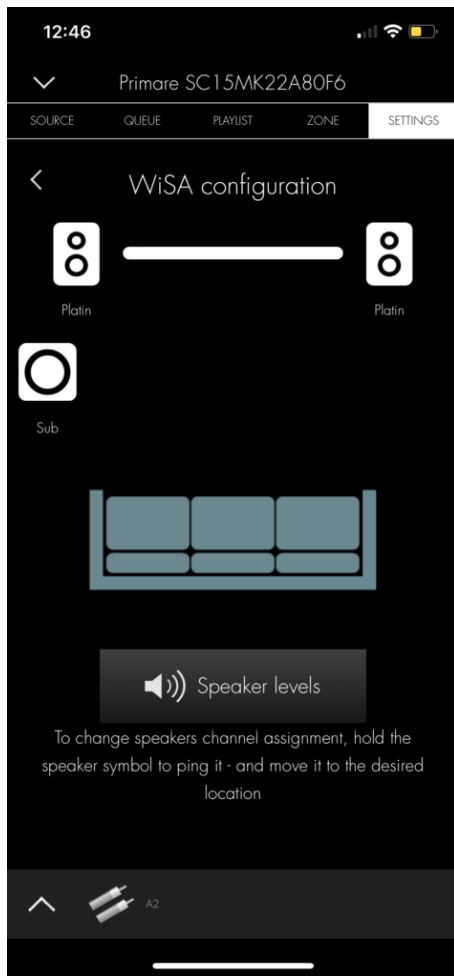 12:46
Primare SC15MK22A80F6
SOURCE QUEUE PLAYLIST ZONE SETTINGS
WiSA configuration
Platin Platin
Sub
Speaker levels
To change speakers channel assignment, hold the
speaker symbol to ping it - and move it to the desired
location
A2